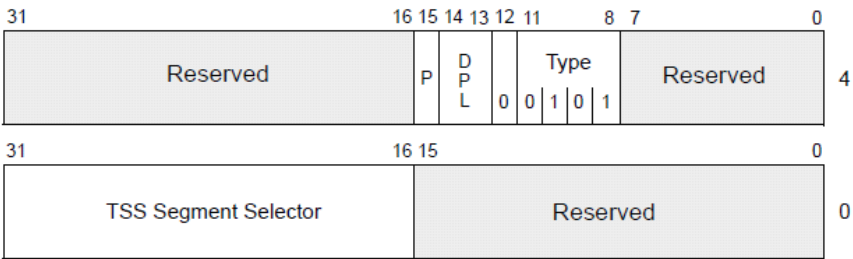 31 16 15 14 13 12 11 8 7 0
Reserved P DPL 0 Type 0 1 0 1 Reserved 4
31 16 15 0
TSS Segment Selector Reserved 0